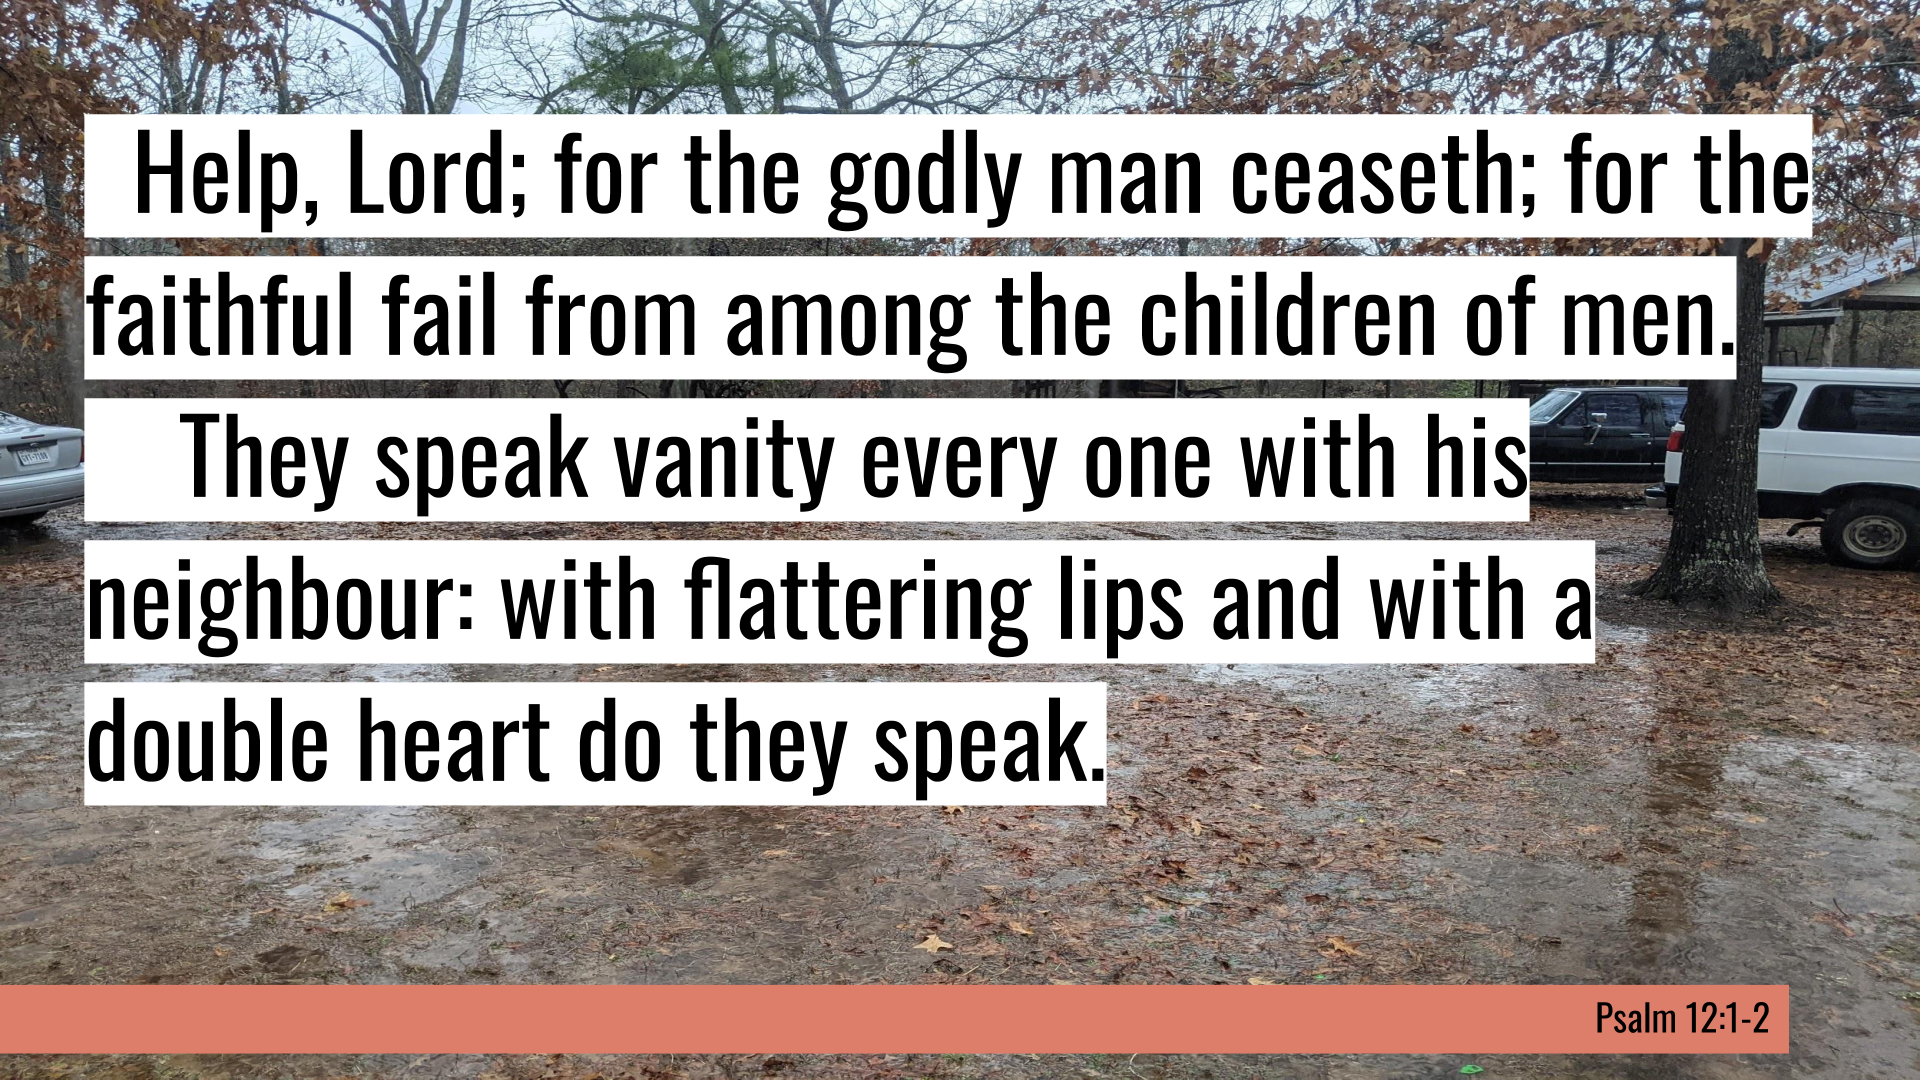 Help, Lord; for the godly man ceaseth; for the
faithful fail from among the children of men.
They speak vanity every one with his
neighbour: with flattering lips and with a
double heart do they speak.
Psalm 12:1-2